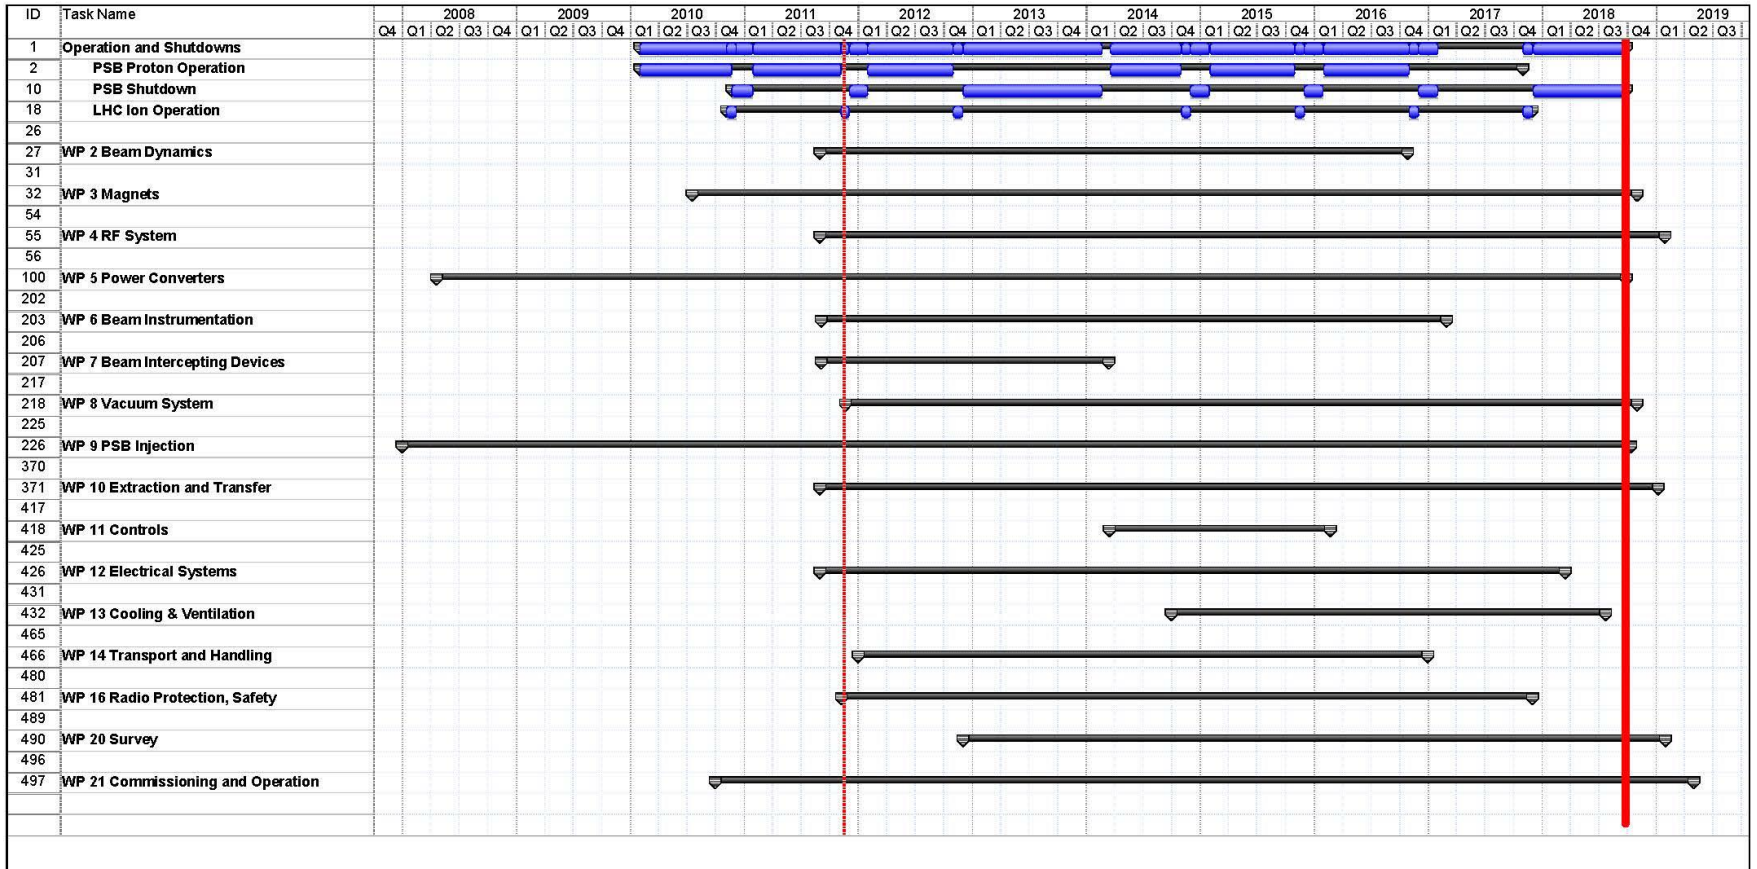 ID Task Name 2008 2009 2010 2011 2012 2013 2014 2015 2016 2017 2018 2019
Q4 Q1 Q2 Q3 Q4 Q1 Q2 Q3 Q4 Q1 Q2 Q3 Q4 Q1 Q2 Q3 Q4 Q1 Q2 Q3 Q4 Q1 Q2 Q3 Q4 Q1 Q2 Q3 Q4 Q1 Q2 Q3 Q4 Q1 Q2 Q3 Q4 Q1 Q2 Q3 Q4 Q1 Q2 Q3 Q4 Q1 Q2 Q3
1 Operation and Shutdowns
2 PSB Proton Operation
10 PSB Shutdown
18 LHC Ion Operation
26
27 WP 2 Beam Dynamics
31
32 WP 3 Magnets
54
55 WP 4 RF System
56
100 WP 5 Power Converters
202
203 WP 6 Beam Instrumentation
206
207 WP 7 Beam Intercepting Devices
217
218 WP 8 Vacuum System
225
226 WP 9 PSB Injection
370
371 WP 10 Extraction and Transfer
417
418 WP 11 Controls
425
426 WP 12 Electrical Systems
431
432 WP 13 Cooling & Ventilation
465
466 WP 14 Transport and Handling
480
481 WP 16 Radio Protection, Safety
489
490 WP 20 Survey
496
497 WP 21 Commissioning and Operation